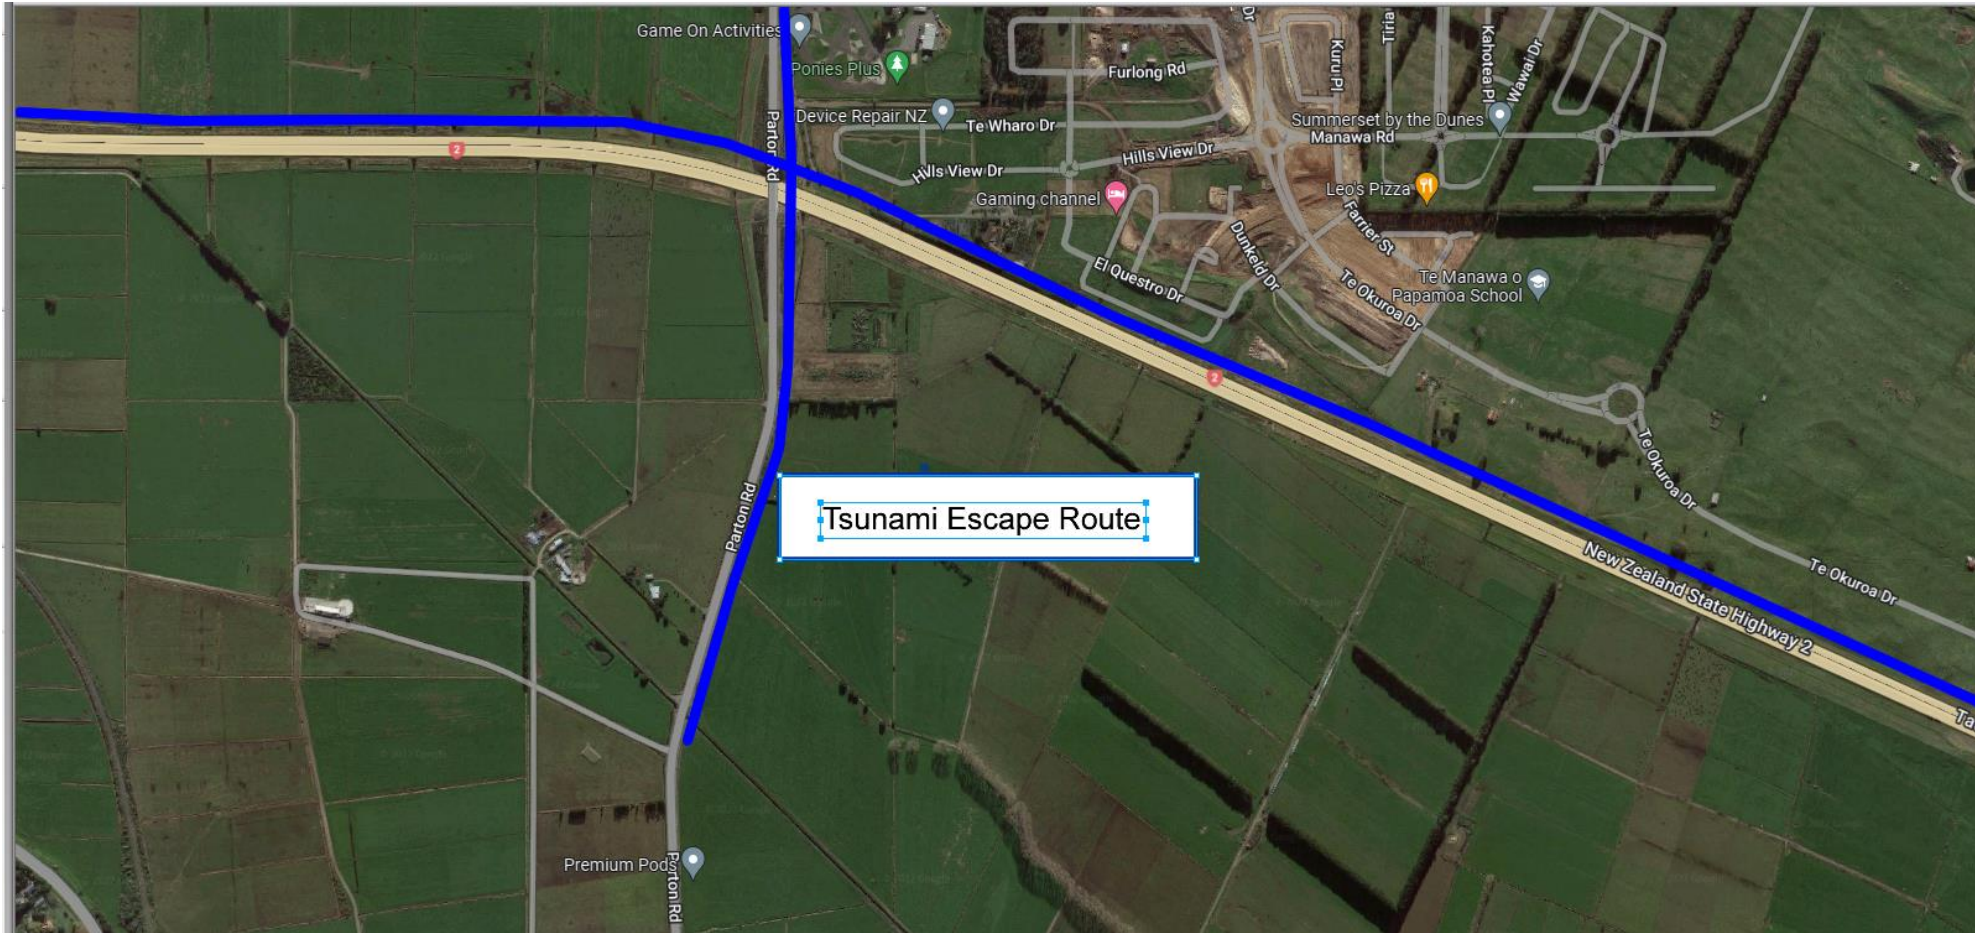 Game On Activities
Ponies Plus
Device Repair NZ
Parton Rd
Te Wharo Dr
Hills View Dr
Hills View Dr
Furlong Rd
Dr
Kuru Pl
Tiria
Kahotea Pl
Wawai Dr
Summerset by the Dunes
Manawa Rd
Gaming channel
Leo's Pizza
Farrier St
Dunkeld Dr
El Questro Dr
Te Okuroa Dr
Te Manawa o
Papamoa School
2
2
Tsunami Escape Route
Parton Rd
Te Okuroa Dr
Te Okuroa Dr
New Zealand State Highway 2
Ta
Premium Pods
Parton Rd